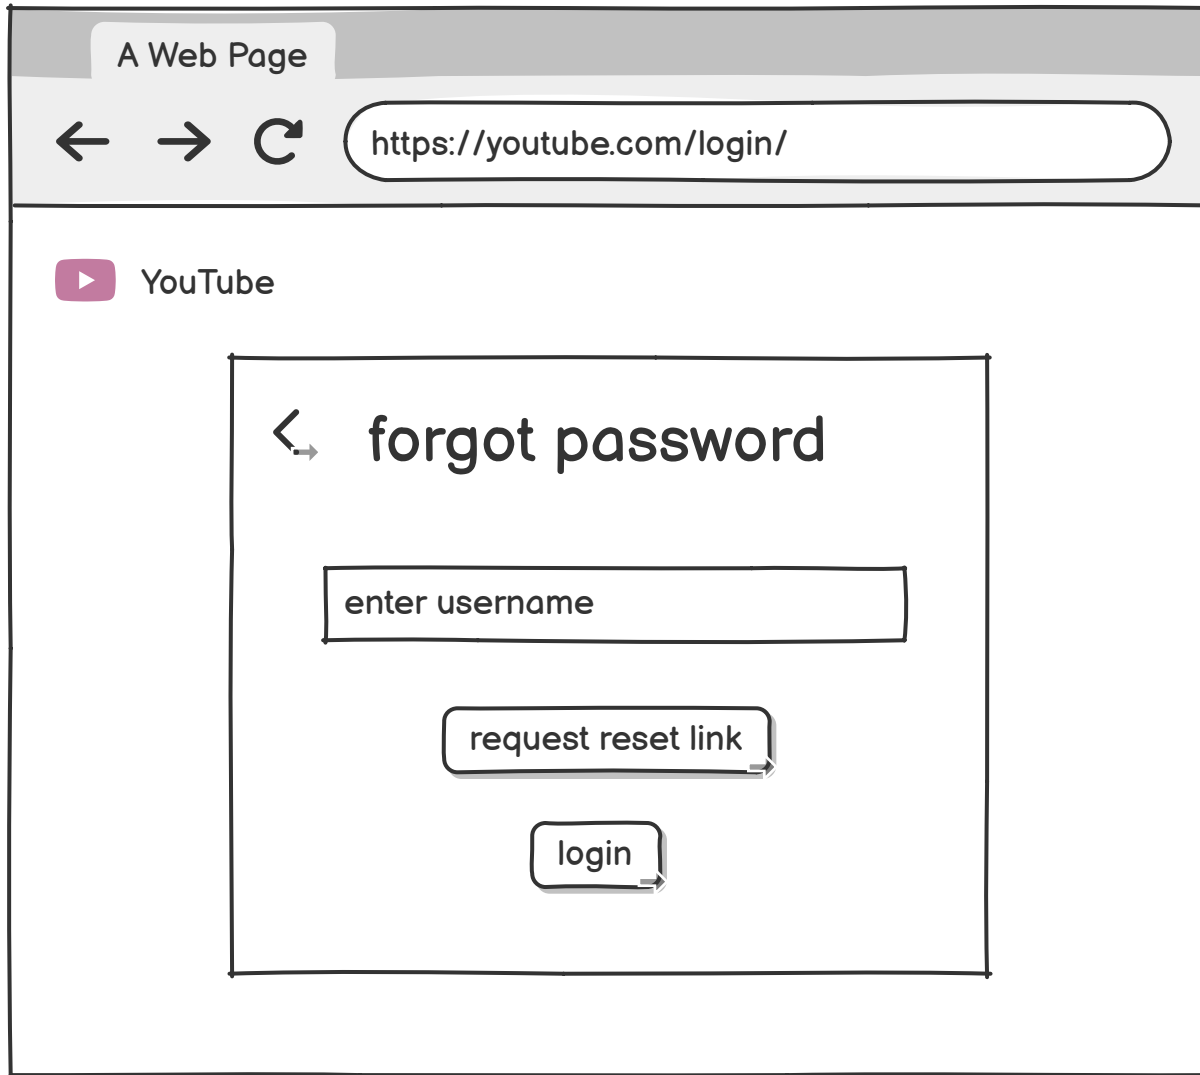 A Web Page
https://youtube.com/login/
YouTube
forgot password
enter username
request reset link
login